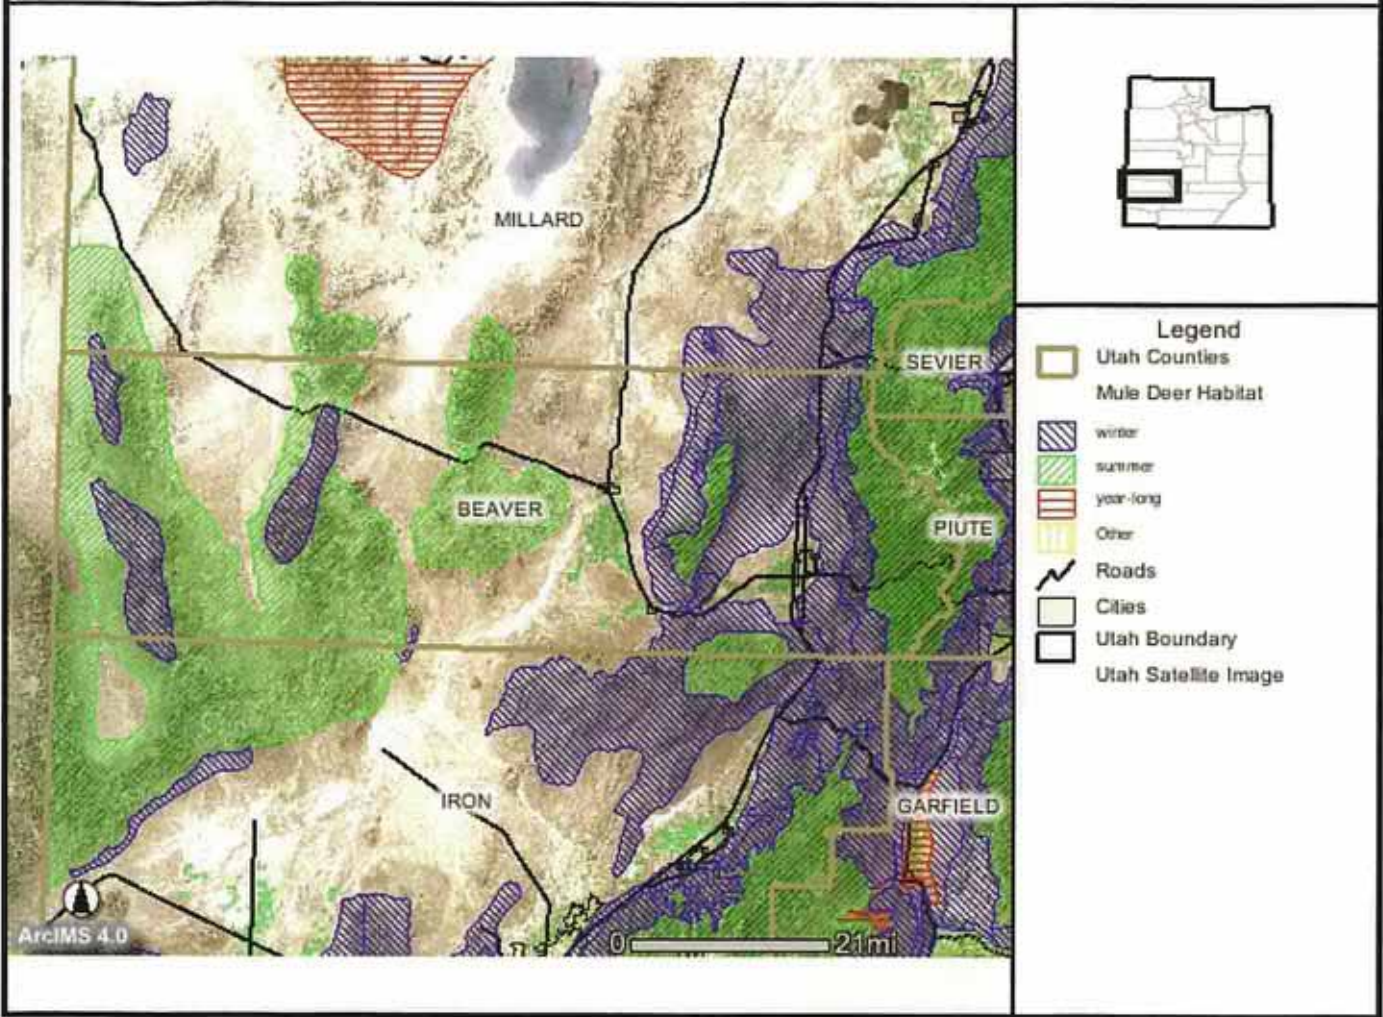 MILLARD
SEVIER
BEAVER
PIUTE
IRON
GARFIELD
ArcIMS 4.0
0 21mi
Legend
Utah Counties
Mule Deer Habitat
winter
summer
year-long
Other
Roads
Cities
Utah Boundary
Utah Satellite Image